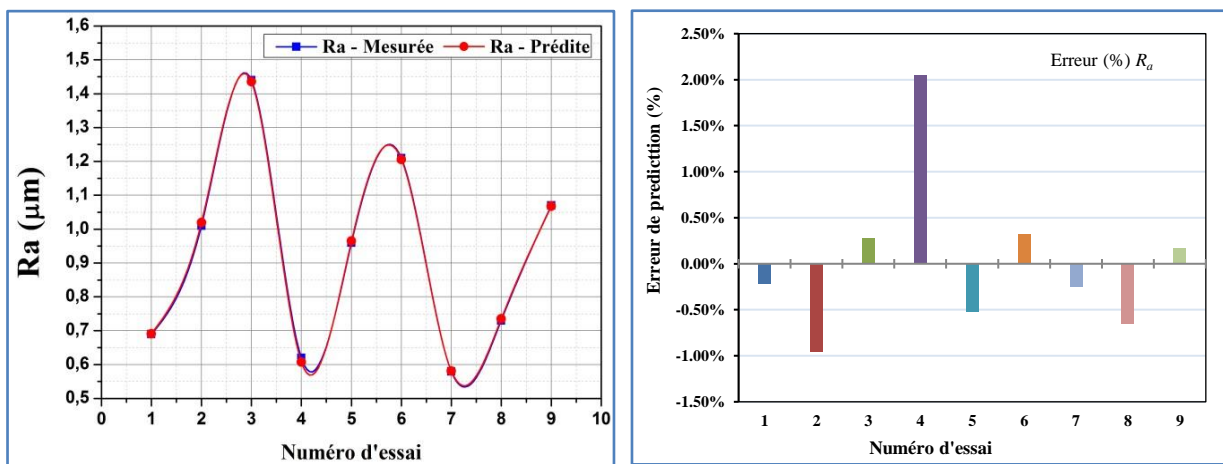 1,6
1,5
1,4
1,3
1,2
1,1
1,0
0,9
0,8
0,7
0,6
0,5
Ra (μm)
Ra - Mesurée
Ra - Prédite
0 1 2 3 4 5 6 7 8 9 10
Numéro d'essai
2.50%
2.00%
1.50%
1.00%
0.50%
0.00%
-0.50%
-1.00%
-1.50%
Erreur de predicttion (%)
Erreur (%) Ra
1 2 3 4 5 6 7 8 9
Numéro d'essai